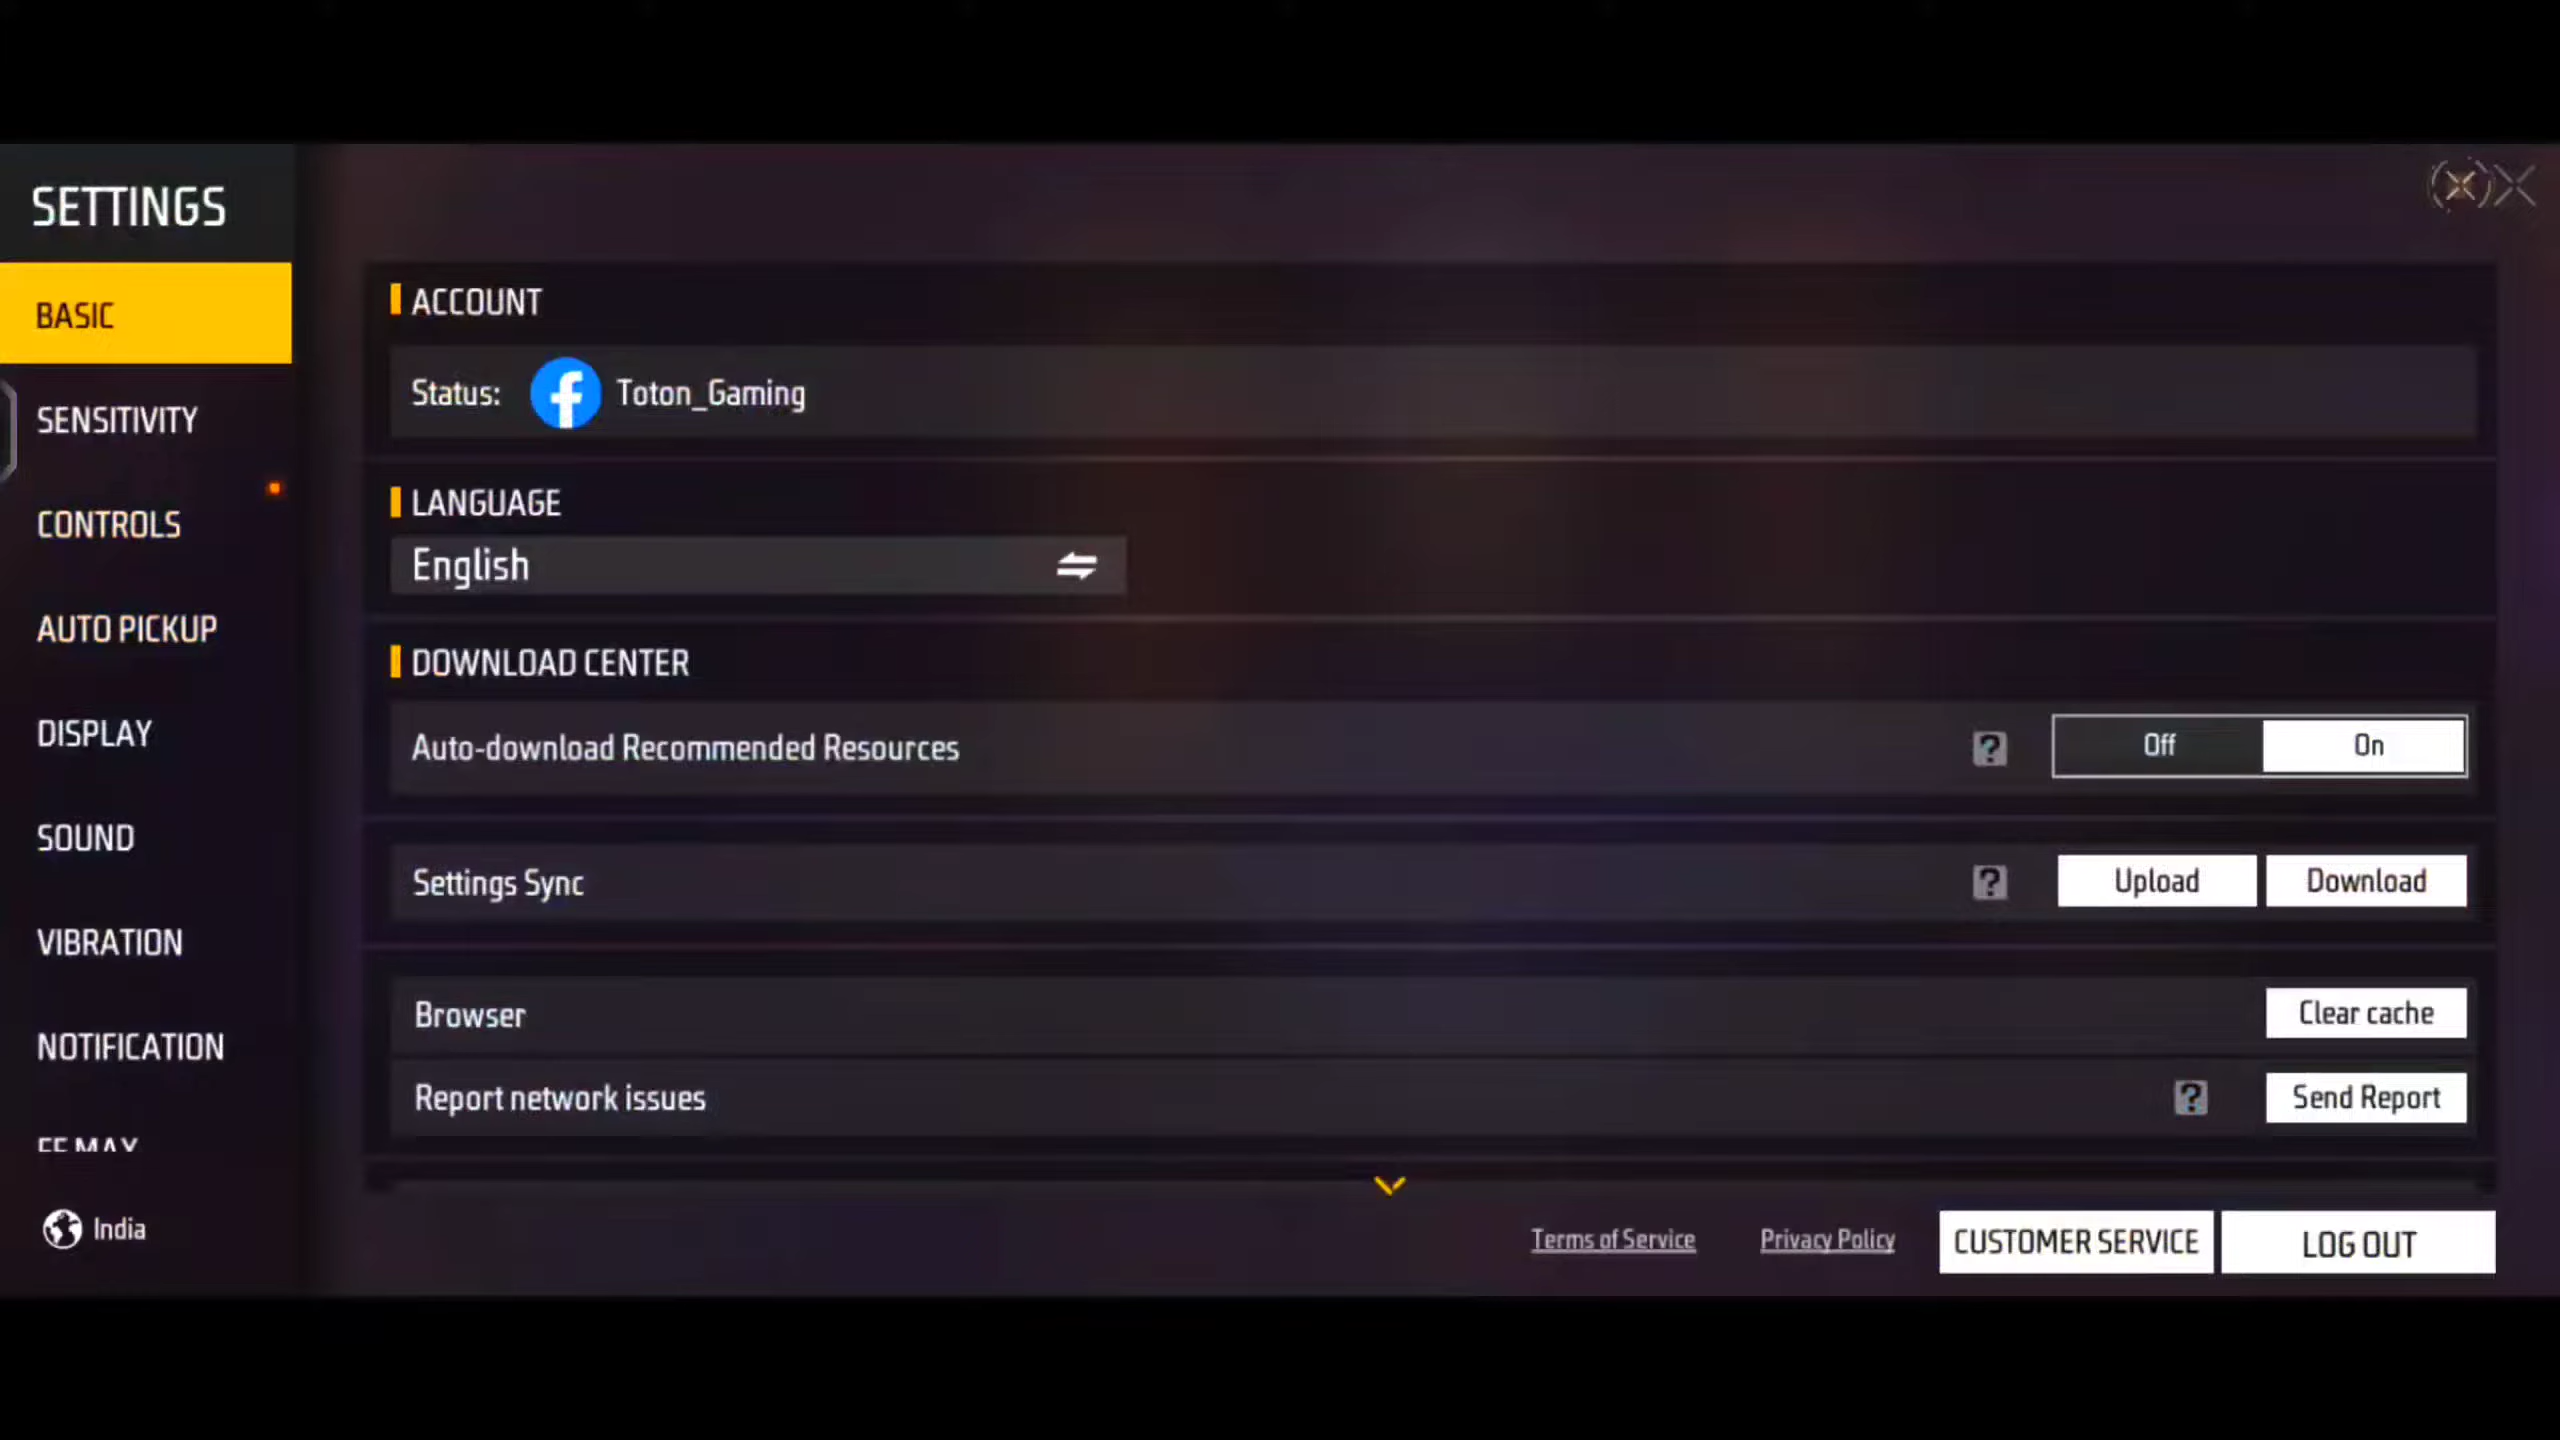 SETTINGS
BASIC
SENSITIVITY
CONTROLS
AUTO PICKUP
DISPLAY
SOUND
VIBRATION
NOTIFICATION
FF MAX
India
ACCOUNT
Status: Toton_Gaming
LANGUAGE
English
DOWNLOAD CENTER
Auto-download Recommended Resources ? Off On
Settings Sync ? Upload Download
Browser Clear cache
Report network issues ? Send Report
Terms of Service Privacy Policy CUSTOMER SERVICE LOG OUT